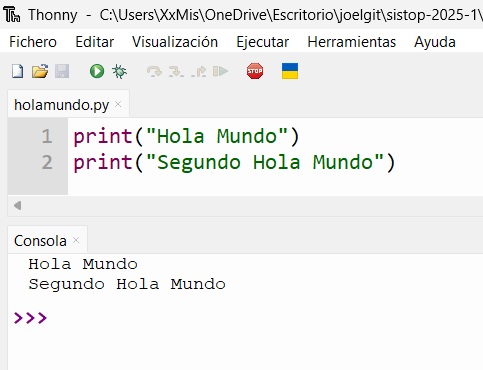 Thonny - C:\Users\XxMis\OneDrive\Escritorio\joelgit\sistop-2025-1\
Fichero Editar Visualización Ejecutar Herramientas Ayuda
STOP
holamundo.py ×
1 print("Hola Mundo")
2 print("Segundo Hola Mundo")
Consola ×
Hola Mundo
Segundo Hola Mundo
>>>